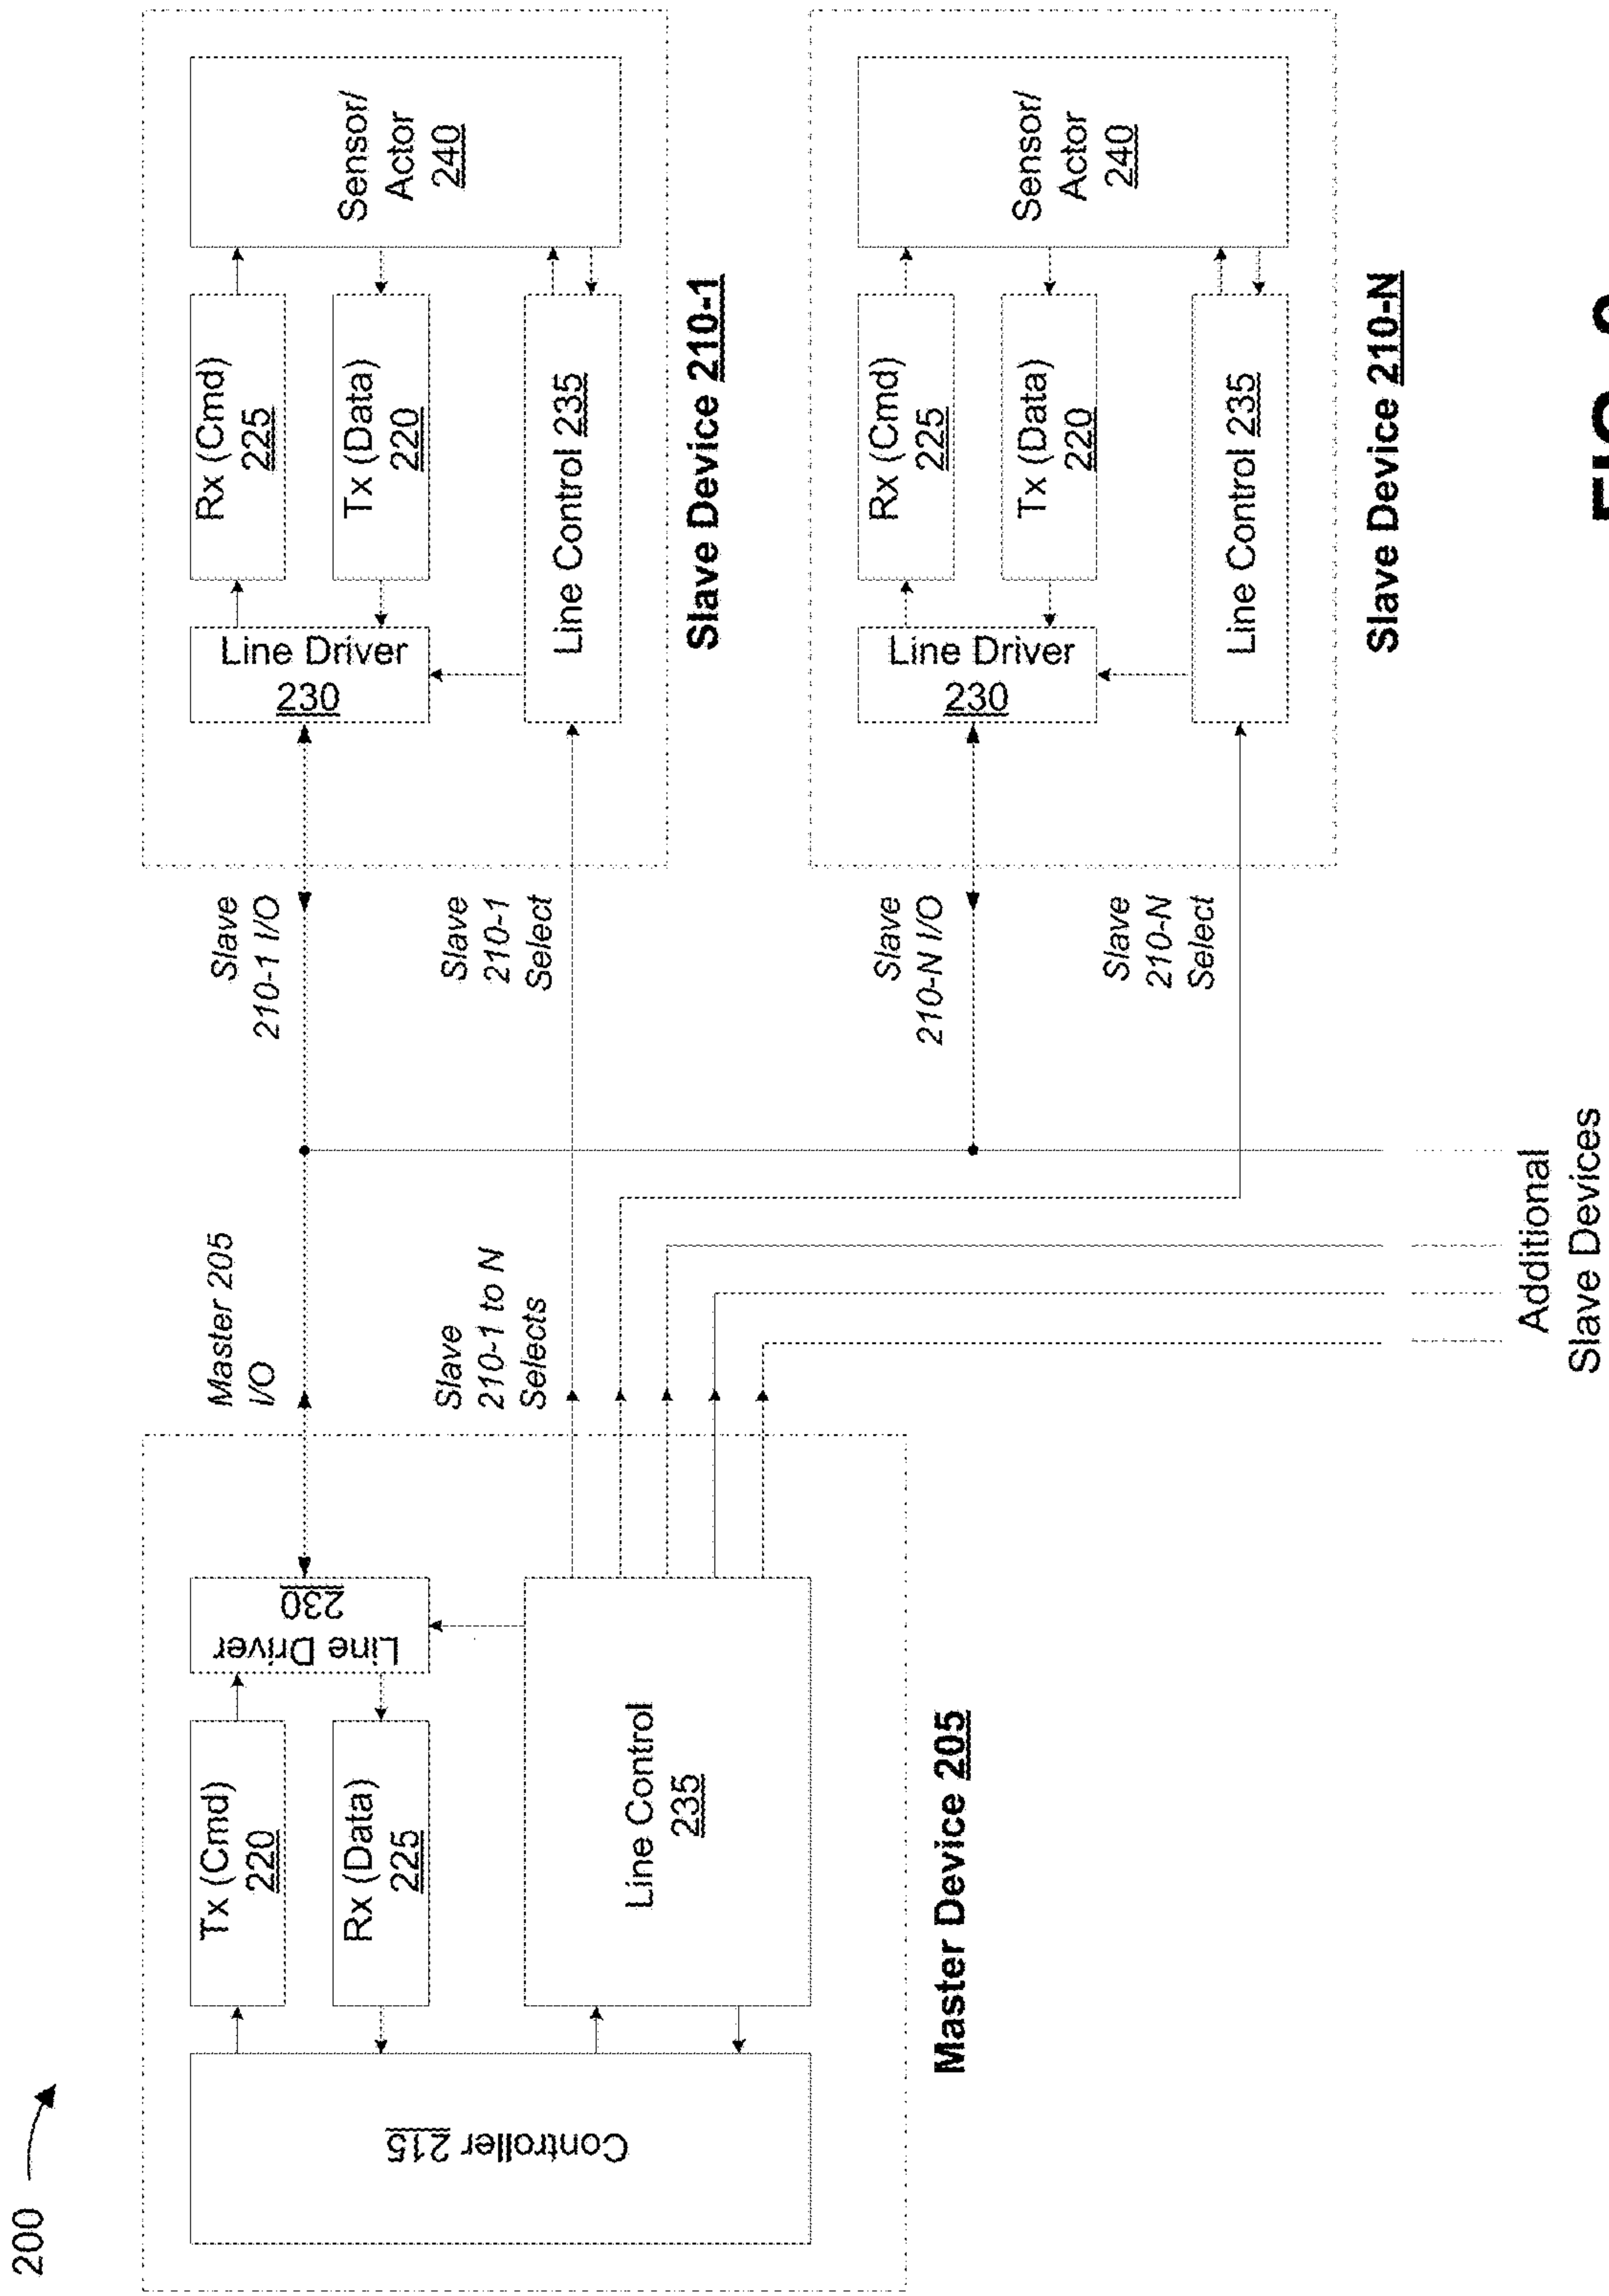 200
Controller 215
Tx (Cmd)
220
Rx (Data)
225
Line Driver
230
Line Control
235
Master Device 205
Master 205
I/O
Slave
210-1 to N
Selects
Slave
210-1 I/O
Slave
210-1
Select
Line Driver
230
Rx (Cmd)
225
Tx (Data)
220
Line Control 235
Sensor/
Actor
240
Slave Device 210-1
Slave
210-N I/O
Slave
210-N
Select
Line Driver
230
Rx (Cmd)
225
Tx (Data)
220
Line Control 235
Sensor/
Actor
240
Slave Device 210-N
Additional
Slave Devices